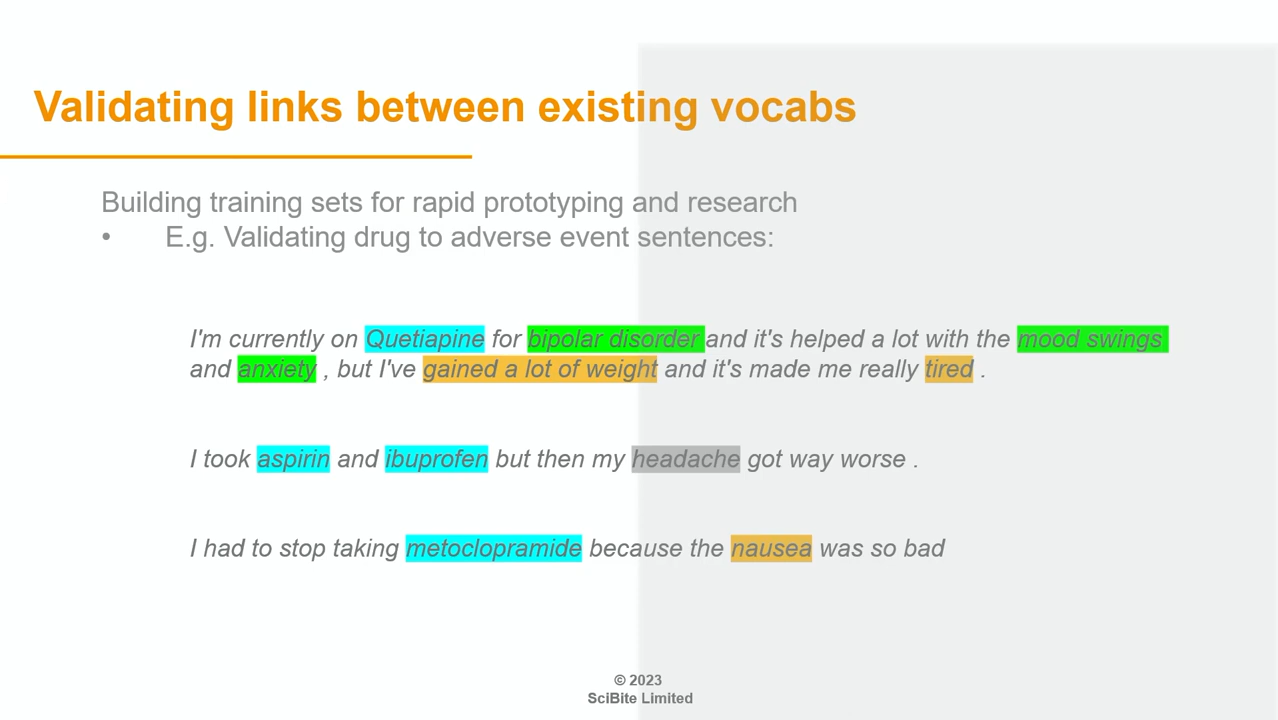 Validating links between existing vocabs
Building training sets for rapid prototyping and research
• E.g. Validating drug to adverse event sentences:
I'm currently on Quetiapine for bipolar disorder and it's helped a lot with the mood swings
and anxiety , but I've gained a lot of weight and it's made me really tired .
I took aspirin and ibuprofen but then my headache got way worse .
I had to stop taking metoclopramide because the nausea was so bad
© 2023
SciBite Limited